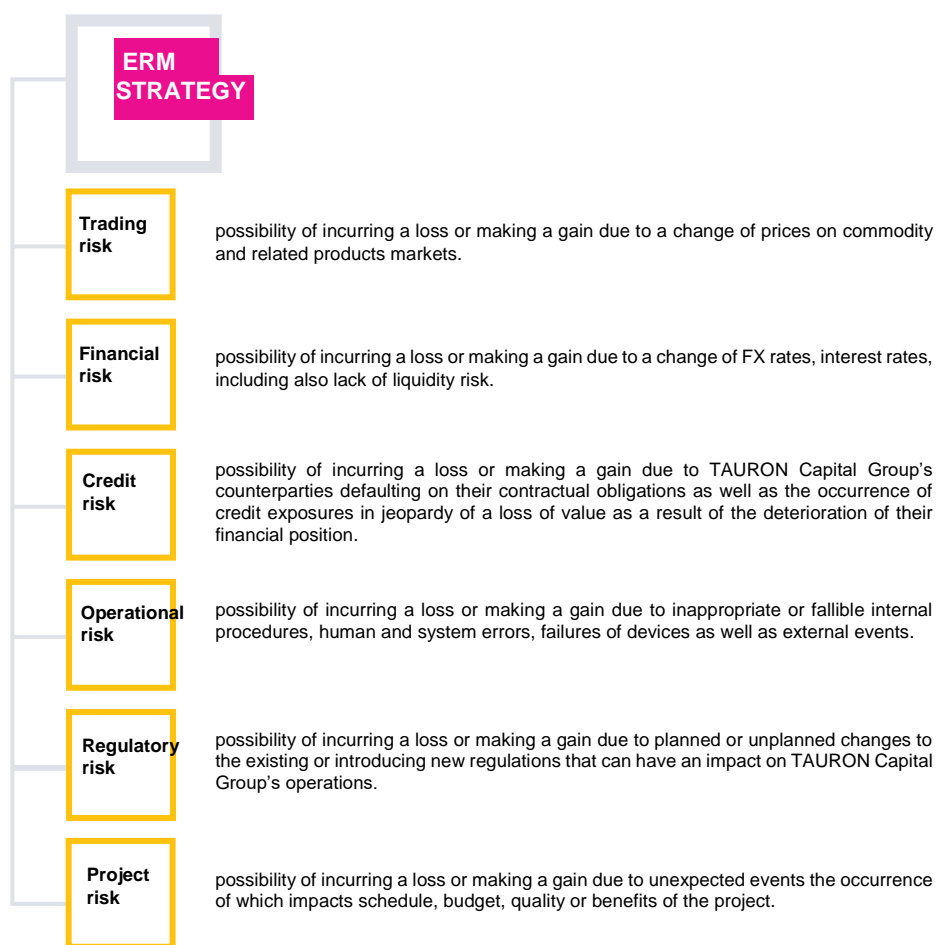 ERM
STRATEGY
Trading
risk
possibility of incurring a loss or making a gain due to a change of prices on commodity
and related products markets.
Financial
risk
possibility of incurring a loss or making a gain due to a change of FX rates, interest rates,
including also lack of liquidity risk.
Credit
risk
possibility of incurring a loss or making a gain due to TAURON Capital Group's
counterparties defaulting on their contractual obligations as well as the occurrence of
credit exposures in jeopardy of a loss of value as a result of the deterioration of their
financial position.
Operational
risk
possibility of incurring a loss or making a gain due to inappropriate or fallible internal
procedures, human and system errors, failures of devices as well as external events.
Regulatory
risk
possibility of incurring a loss or making a gain due to planned or unplanned changes to
the existing or introducing new regulations that can have an impact on TAURON Capital
Group's operations.
Project
risk
possibility of incurring a loss or making a gain due to unexpected events the occurrence
of which impacts schedule, budget, quality or benefits of the project.